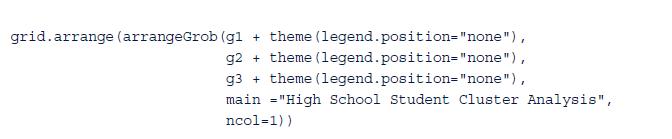 grid.arrange(arrangeGrob(g1 + theme(legend.position="none"),
g2 + theme(legend.position="none"),
g3 + theme(legend.position="none"),
main ="High School Student Cluster Analysis",
ncol=1))